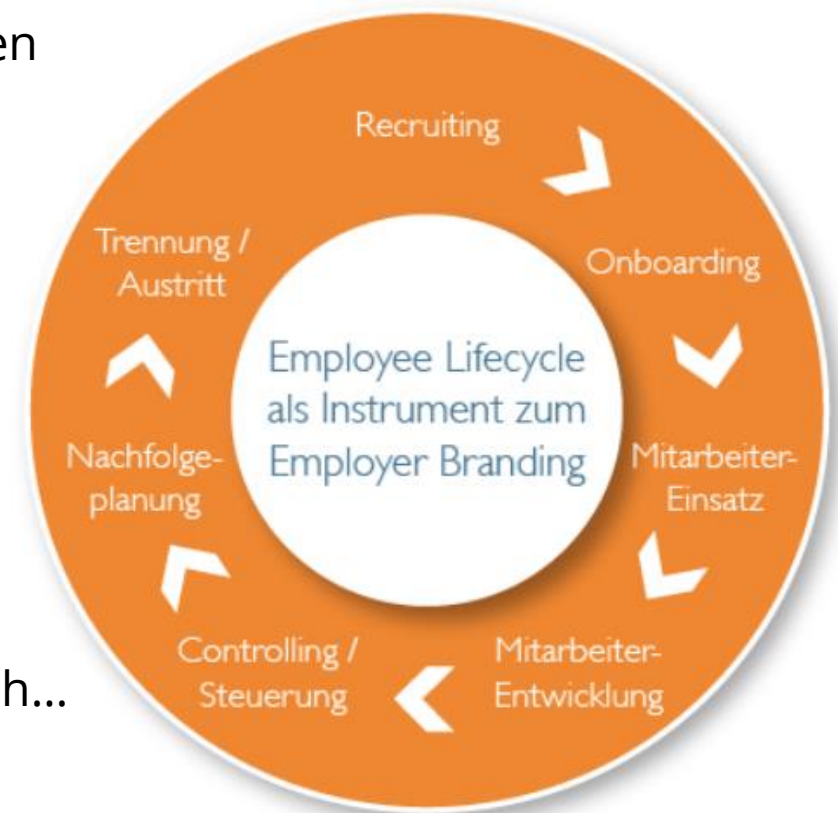 en
Recruiting
Onboarding
Mitarbeiter-
Einsatz
Mitarbeiter-
Entwicklung
Controlling /
Steuerung
Nachfolge-
planung
Trennung /
Austritt
Employee Lifecycle
als Instrument zum
Employer Branding
h...